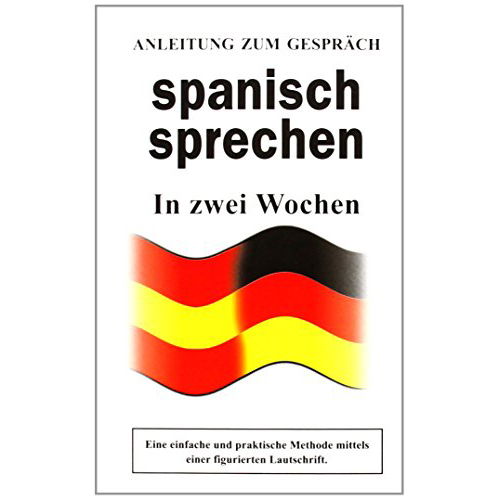 ANLEITUNG ZUM GESPRÄCH
spanisch
sprechen
In zwei Wochen
Eine einfache und praktische Methode mittels
einer figurierten Lautschrift.